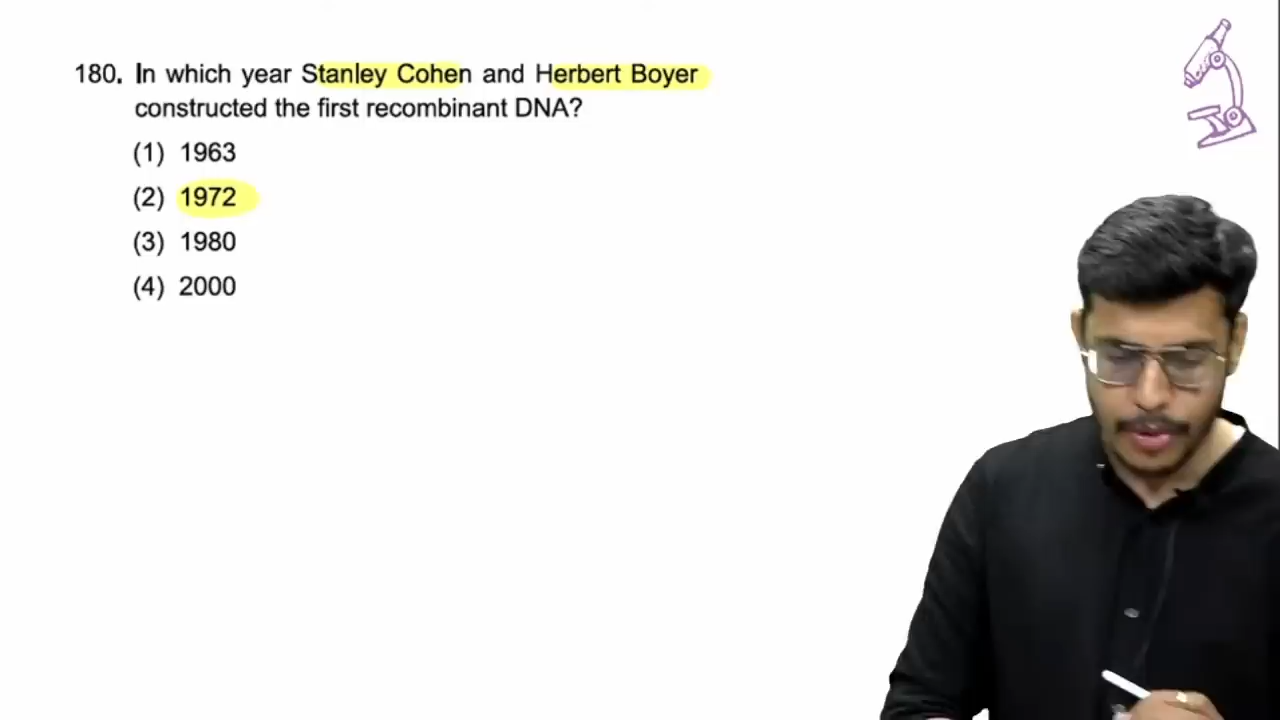 180. In which year Stanley Cohen and Herbert Boyer
constructed the first recombinant DNA?
(1) 1963
(2) 1972
(3) 1980
(4) 2000